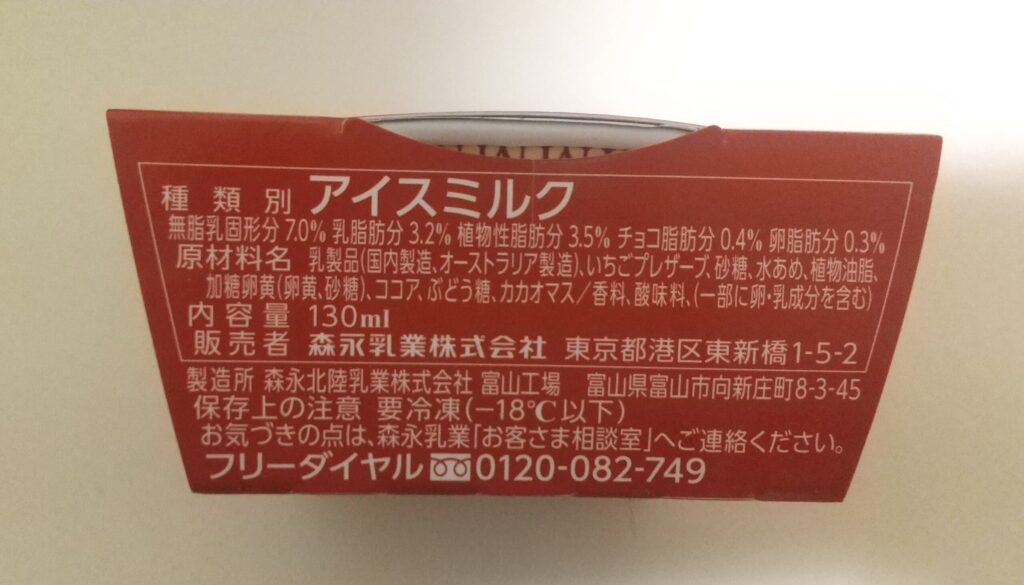 種類別 アイスミルク
無脂乳固形分 7.0% 乳脂肪分 3.2% 植物性脂肪分 3.5% チョコ脂肪分 0.4% 卵脂肪分 0.3%
原材料名 乳製品(国内製造、オーストラリア製造)、いちごプレザーブ、砂糖、水あめ、植物油脂、
加糖卵黄(卵黄、砂糖)、ココア、ぶどう糖、カカオマス/香料、酸味料、(一部に卵・乳成分を含む)
内容量 130ml
販売者 森永乳業株式会社 東京都港区東新橋1-5-2
製造所 森永北陸乳業株式会社 富山工場 富山県富山市向新庄町8-3-45
保存上の注意 要冷凍(−18℃以下)
お気づきの点は、森永乳業「お客さま相談室」へご連絡ください。
フリーダイヤル 0120-082-749